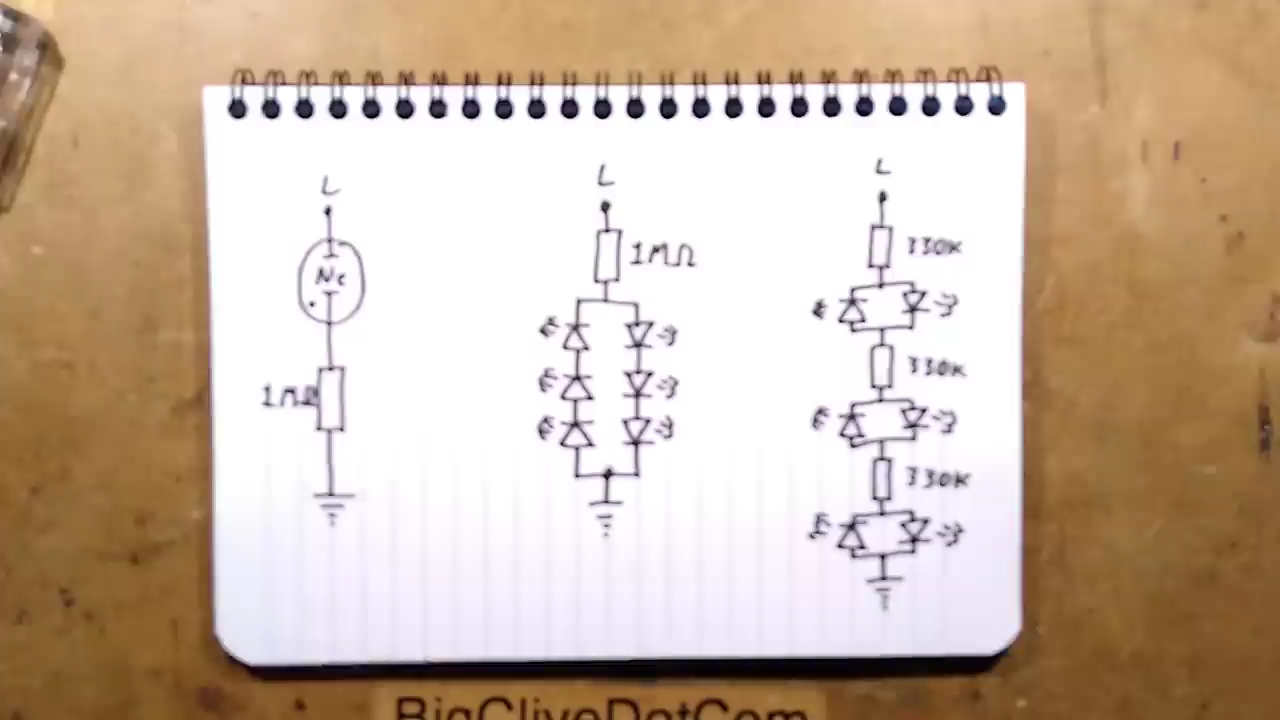 L
Ne
1MΩ
L
1MΩ
L
330K
330K
330K
BigCliveDotCom